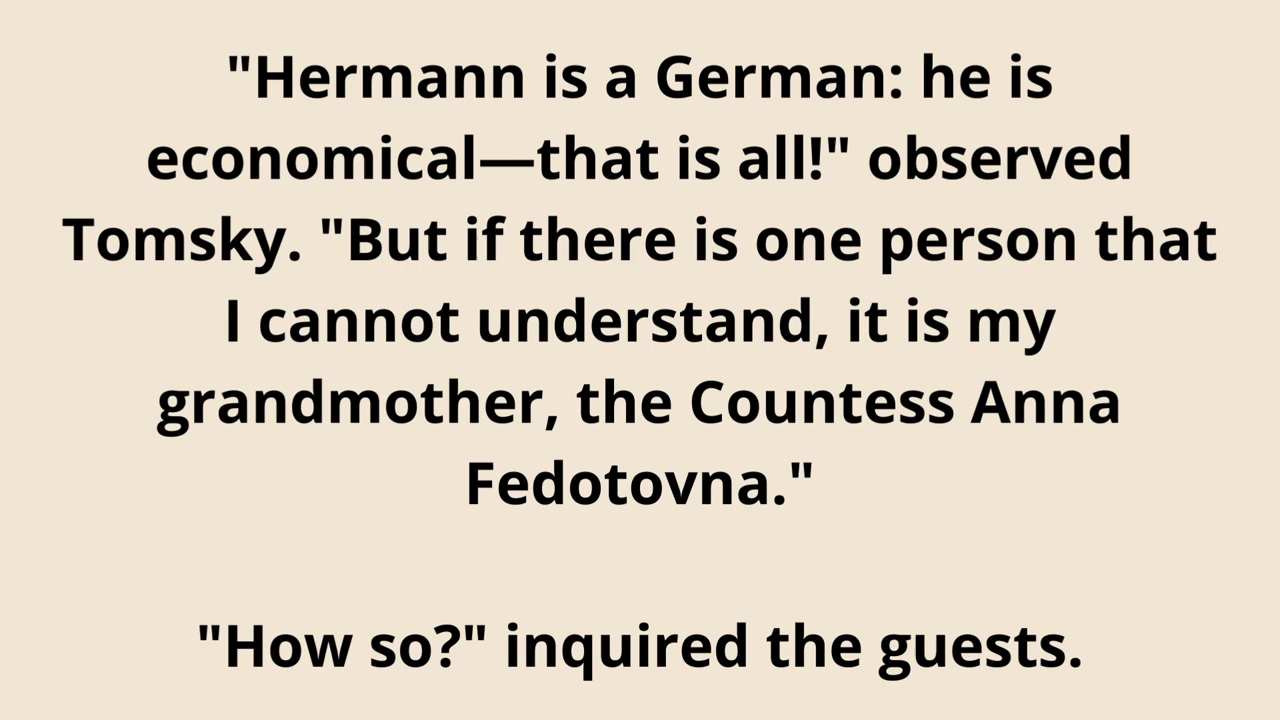 "Hermann is a German: he is
economical—that is all!" observed
Tomsky. "But if there is one person that
I cannot understand, it is my
grandmother, the Countess Anna
Fedotovna."
"How so?" inquired the guests.